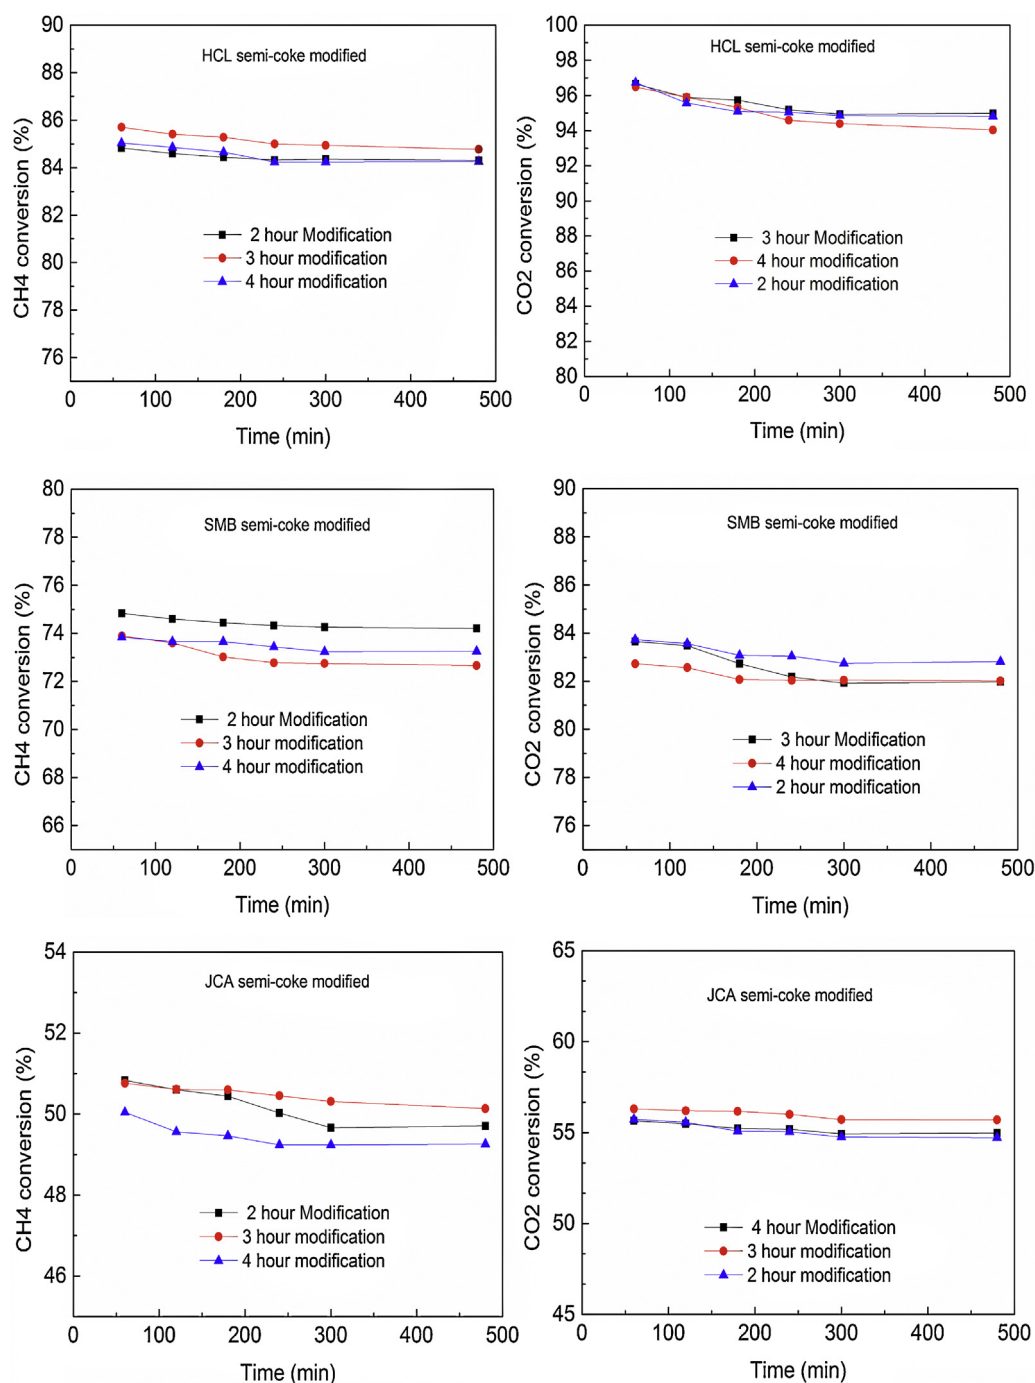 HCL semi-coke modified
CH4 conversion (%)
90
88
86
84
82
80
78
76
2 hour Modification
3 hour modification
4 hour modification
0 100 200 300 400 500
Time (min)
HCL semi-coke modified
CO2 conversion (%)
100
98
96
94
92
90
88
86
84
82
80
3 hour Modification
4 hour modification
2 hour modification
0 100 200 300 400 500
Time (min)
SMB semi-coke modified
CH4 conversion (%)
80
78
76
74
72
70
68
66
2 hour Modification
3 hour modification
4 hour modification
0 100 200 300 400 500
Time (min)
SMB semi-coke modified
CO2 conversion (%)
90
88
86
84
82
80
78
76
3 hour Modification
4 hour modification
2 hour modification
0 100 200 300 400 500
Time (min)
JCA semi-coke modified
CH4 conversion (%)
54
52
50
48
46
2 hour Modification
3 hour modification
4 hour modification
0 100 200 300 400 500
Time (min)
JCA semi-coke modified
CO2 conversion (%)
65
60
55
50
45
4 hour Modification
3 hour modification
2 hour modification
0 100 200 300 400 500
Time (min)